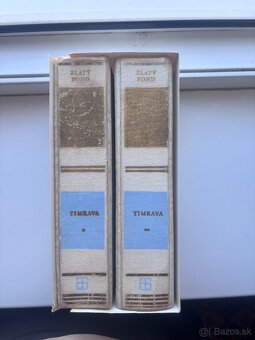 ZLATÝ
FOND
TIMRAVA
*
ZLATÝ
FOND
TIMRAVA
**
Bazos.sk